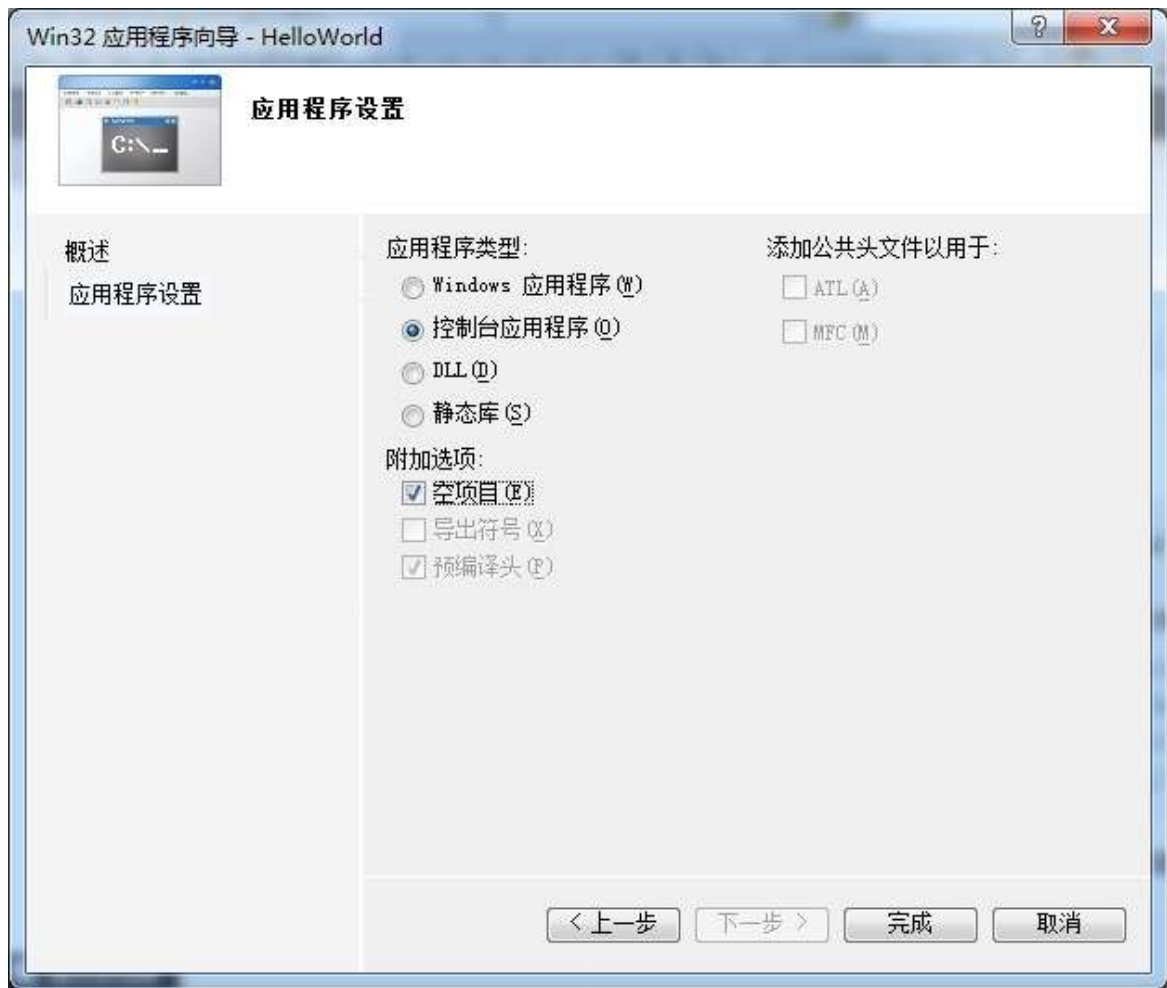 Win32 应用程序向导 - HelloWorld
C:\_
应用程序设置
概述
应用程序设置
应用程序类型:
Windows 应用程序(W)
控制台应用程序(O)
DLL(D)
静态库(S)
附加选项:
空项目(E)
导出符号(X)
预编译头(P)
添加公共头文件以用于:
ATL(A)
MFC(M)
< 上一步
下一步 >
完成
取消